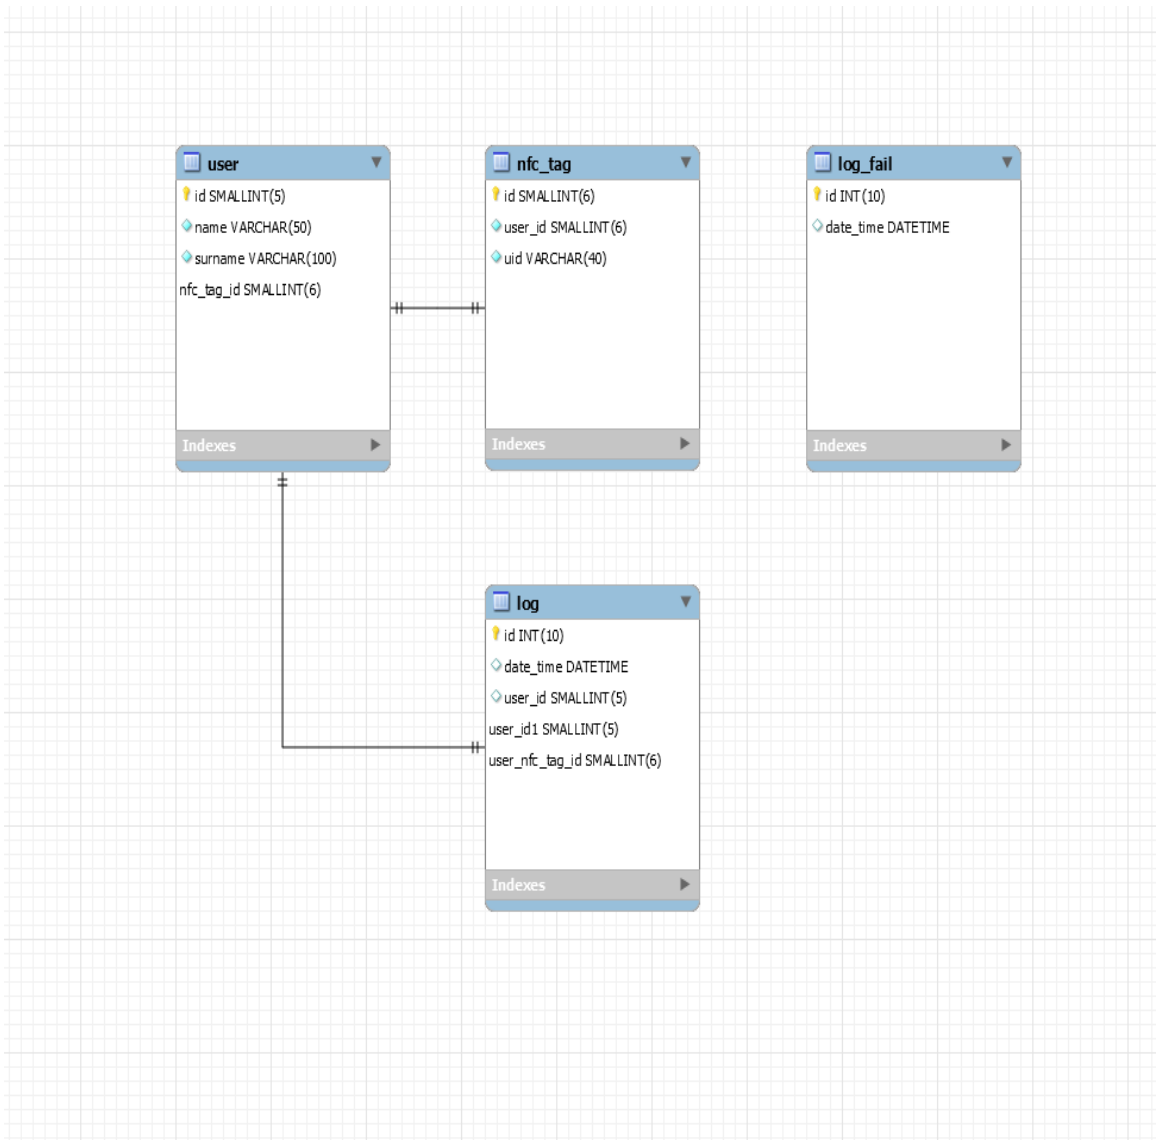 user
id SMALLINT(5)
name VARCHAR(50)
surname VARCHAR(100)
nfc_tag_id SMALLINT(6)
Indexes
nfc_tag
id SMALLINT(6)
user_id SMALLINT(6)
uid VARCHAR(40)
Indexes
log_fail
id INT(10)
date_time DATETIME
Indexes
log
id INT(10)
date_time DATETIME
user_id SMALLINT(5)
user_id1 SMALLINT(5)
user_nfc_tag_id SMALLINT(6)
Indexes